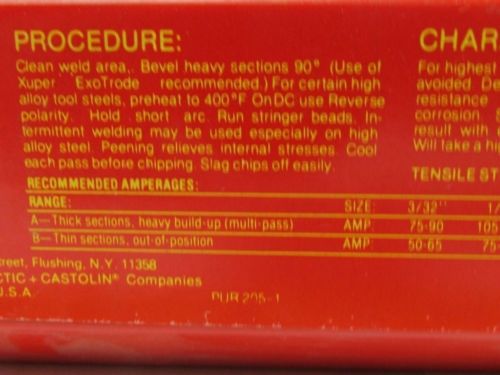 PROCEDURE:
Clean weld area,. Bevel heavy sections 90° (Use of
Xuper ExoTrode recommended.) For certain high
alloy tool steels, preheat to 400°F On DC use Reverse
polarity. Hold short arc. Run stringer beads. In-
termittent welding may be used especially on high
alloy steel. Peening relieves internal stresses. Cool
each pass before chipping. Slag chips off easily.
CHAR
For highest
avoided. De
resistance
corrosion
result with
Will take a hi
TENSILE ST
RECOMMENDED AMPERAGES:
RANGE: SIZE: 3/32" 1/
A—Thick sections, heavy build-up (multi-pass) AMP: 75-90 105
B—Thin sections, out-of-position AMP: 50-65 75-
treet, Flushing, N.Y. 11358
CTIC + CASTOLIN® Companies
U.S.A.
PUR 205-1